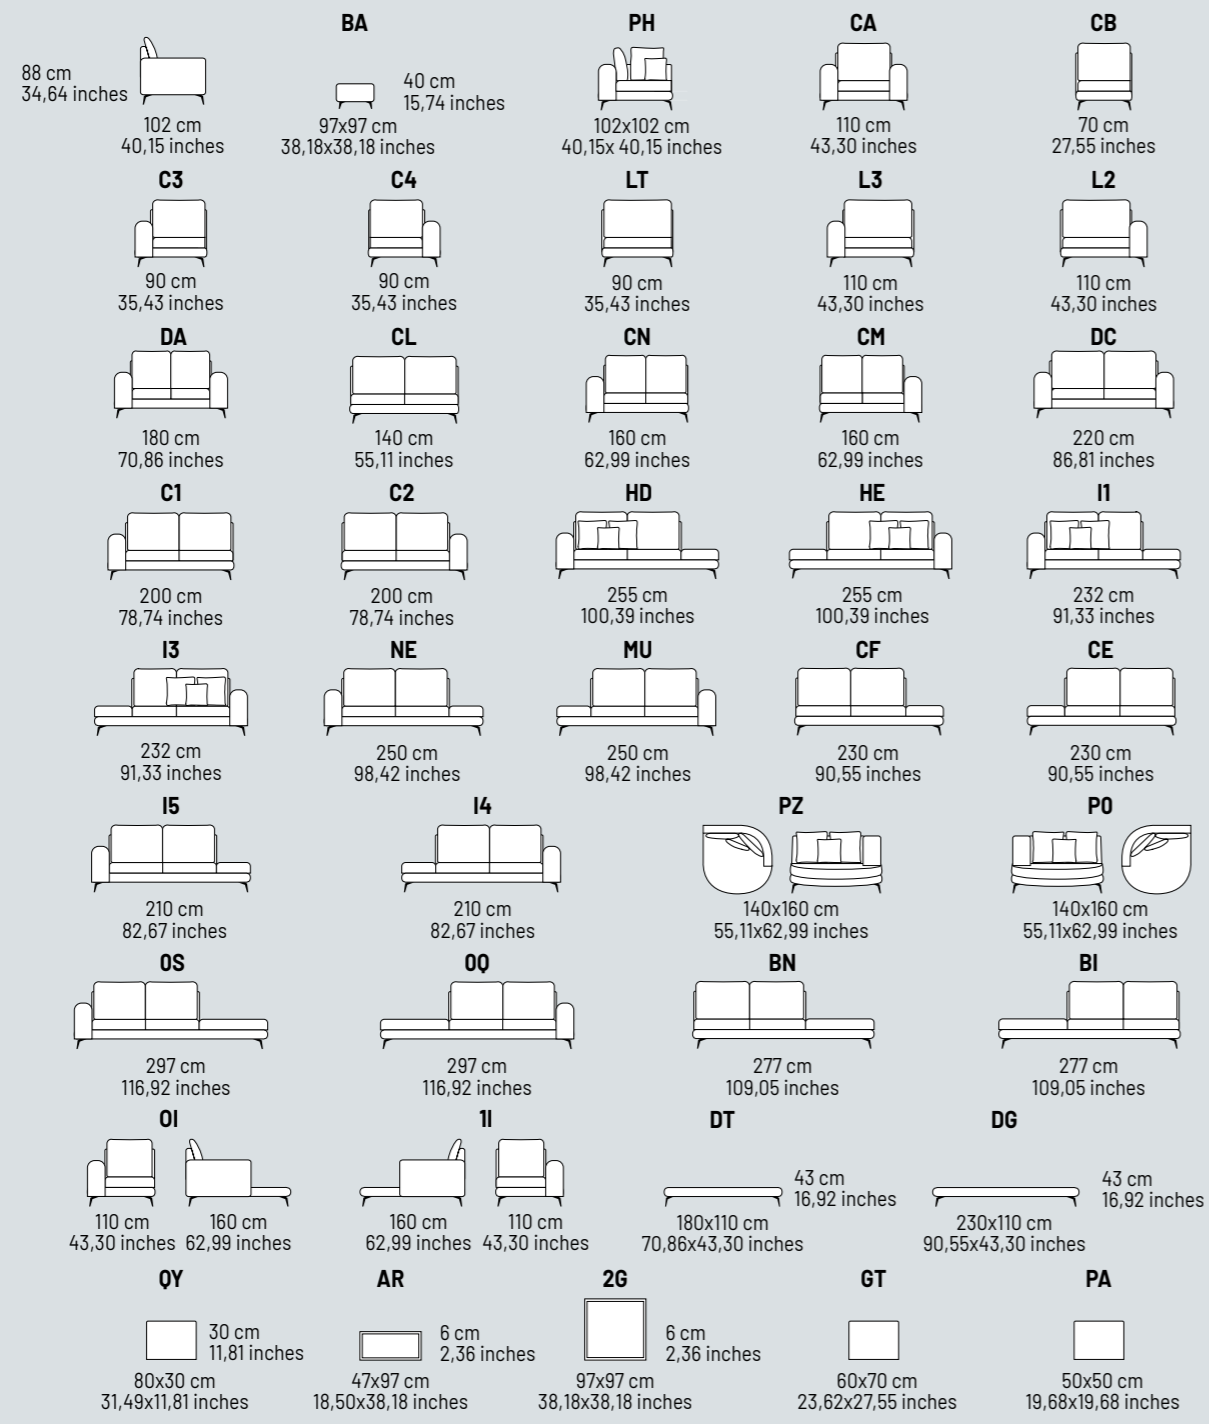 88 cm
34,64 inches
102 cm
40,15 inches
BA
40 cm
15,74 inches
97x97 cm
38,18x38,18 inches
PH
102x102 cm
40,15x 40,15 inches
CA
110 cm
43,30 inches
CB
70 cm
27,55 inches
C3
90 cm
35,43 inches
C4
90 cm
35,43 inches
LT
90 cm
35,43 inches
L3
110 cm
43,30 inches
L2
110 cm
43,30 inches
DA
180 cm
70,86 inches
CL
140 cm
55,11 inches
CN
160 cm
62,99 inches
CM
160 cm
62,99 inches
DC
220 cm
86,81 inches
C1
200 cm
78,74 inches
C2
200 cm
78,74 inches
HD
255 cm
100,39 inches
HE
255 cm
100,39 inches
I1
232 cm
91,33 inches
I3
232 cm
91,33 inches
NE
250 cm
98,42 inches
MU
250 cm
98,42 inches
CF
230 cm
90,55 inches
CE
230 cm
90,55 inches
I5
210 cm
82,67 inches
I4
210 cm
82,67 inches
PZ
140x160 cm
55,11x62,99 inches
PO
140x160 cm
55,11x62,99 inches
OS
297 cm
116,92 inches
OQ
297 cm
116,92 inches
BN
277 cm
109,05 inches
BI
277 cm
109,05 inches
OI
110 cm
43,30 inches
160 cm
62,99 inches
1I
160 cm
62,99 inches
110 cm
43,30 inches
DT
43 cm
16,92 inches
180x110 cm
70,86x43,30 inches
DG
43 cm
16,92 inches
230x110 cm
90,55x43,30 inches
QY
30 cm
11,81 inches
80x30 cm
31,49x11,81 inches
AR
6 cm
2,36 inches
47x97 cm
18,50x38,18 inches
2G
6 cm
2,36 inches
97x97 cm
38,18x38,18 inches
GT
60x70 cm
23,62x27,55 inches
PA
50x50 cm
19,68x19,68 inches